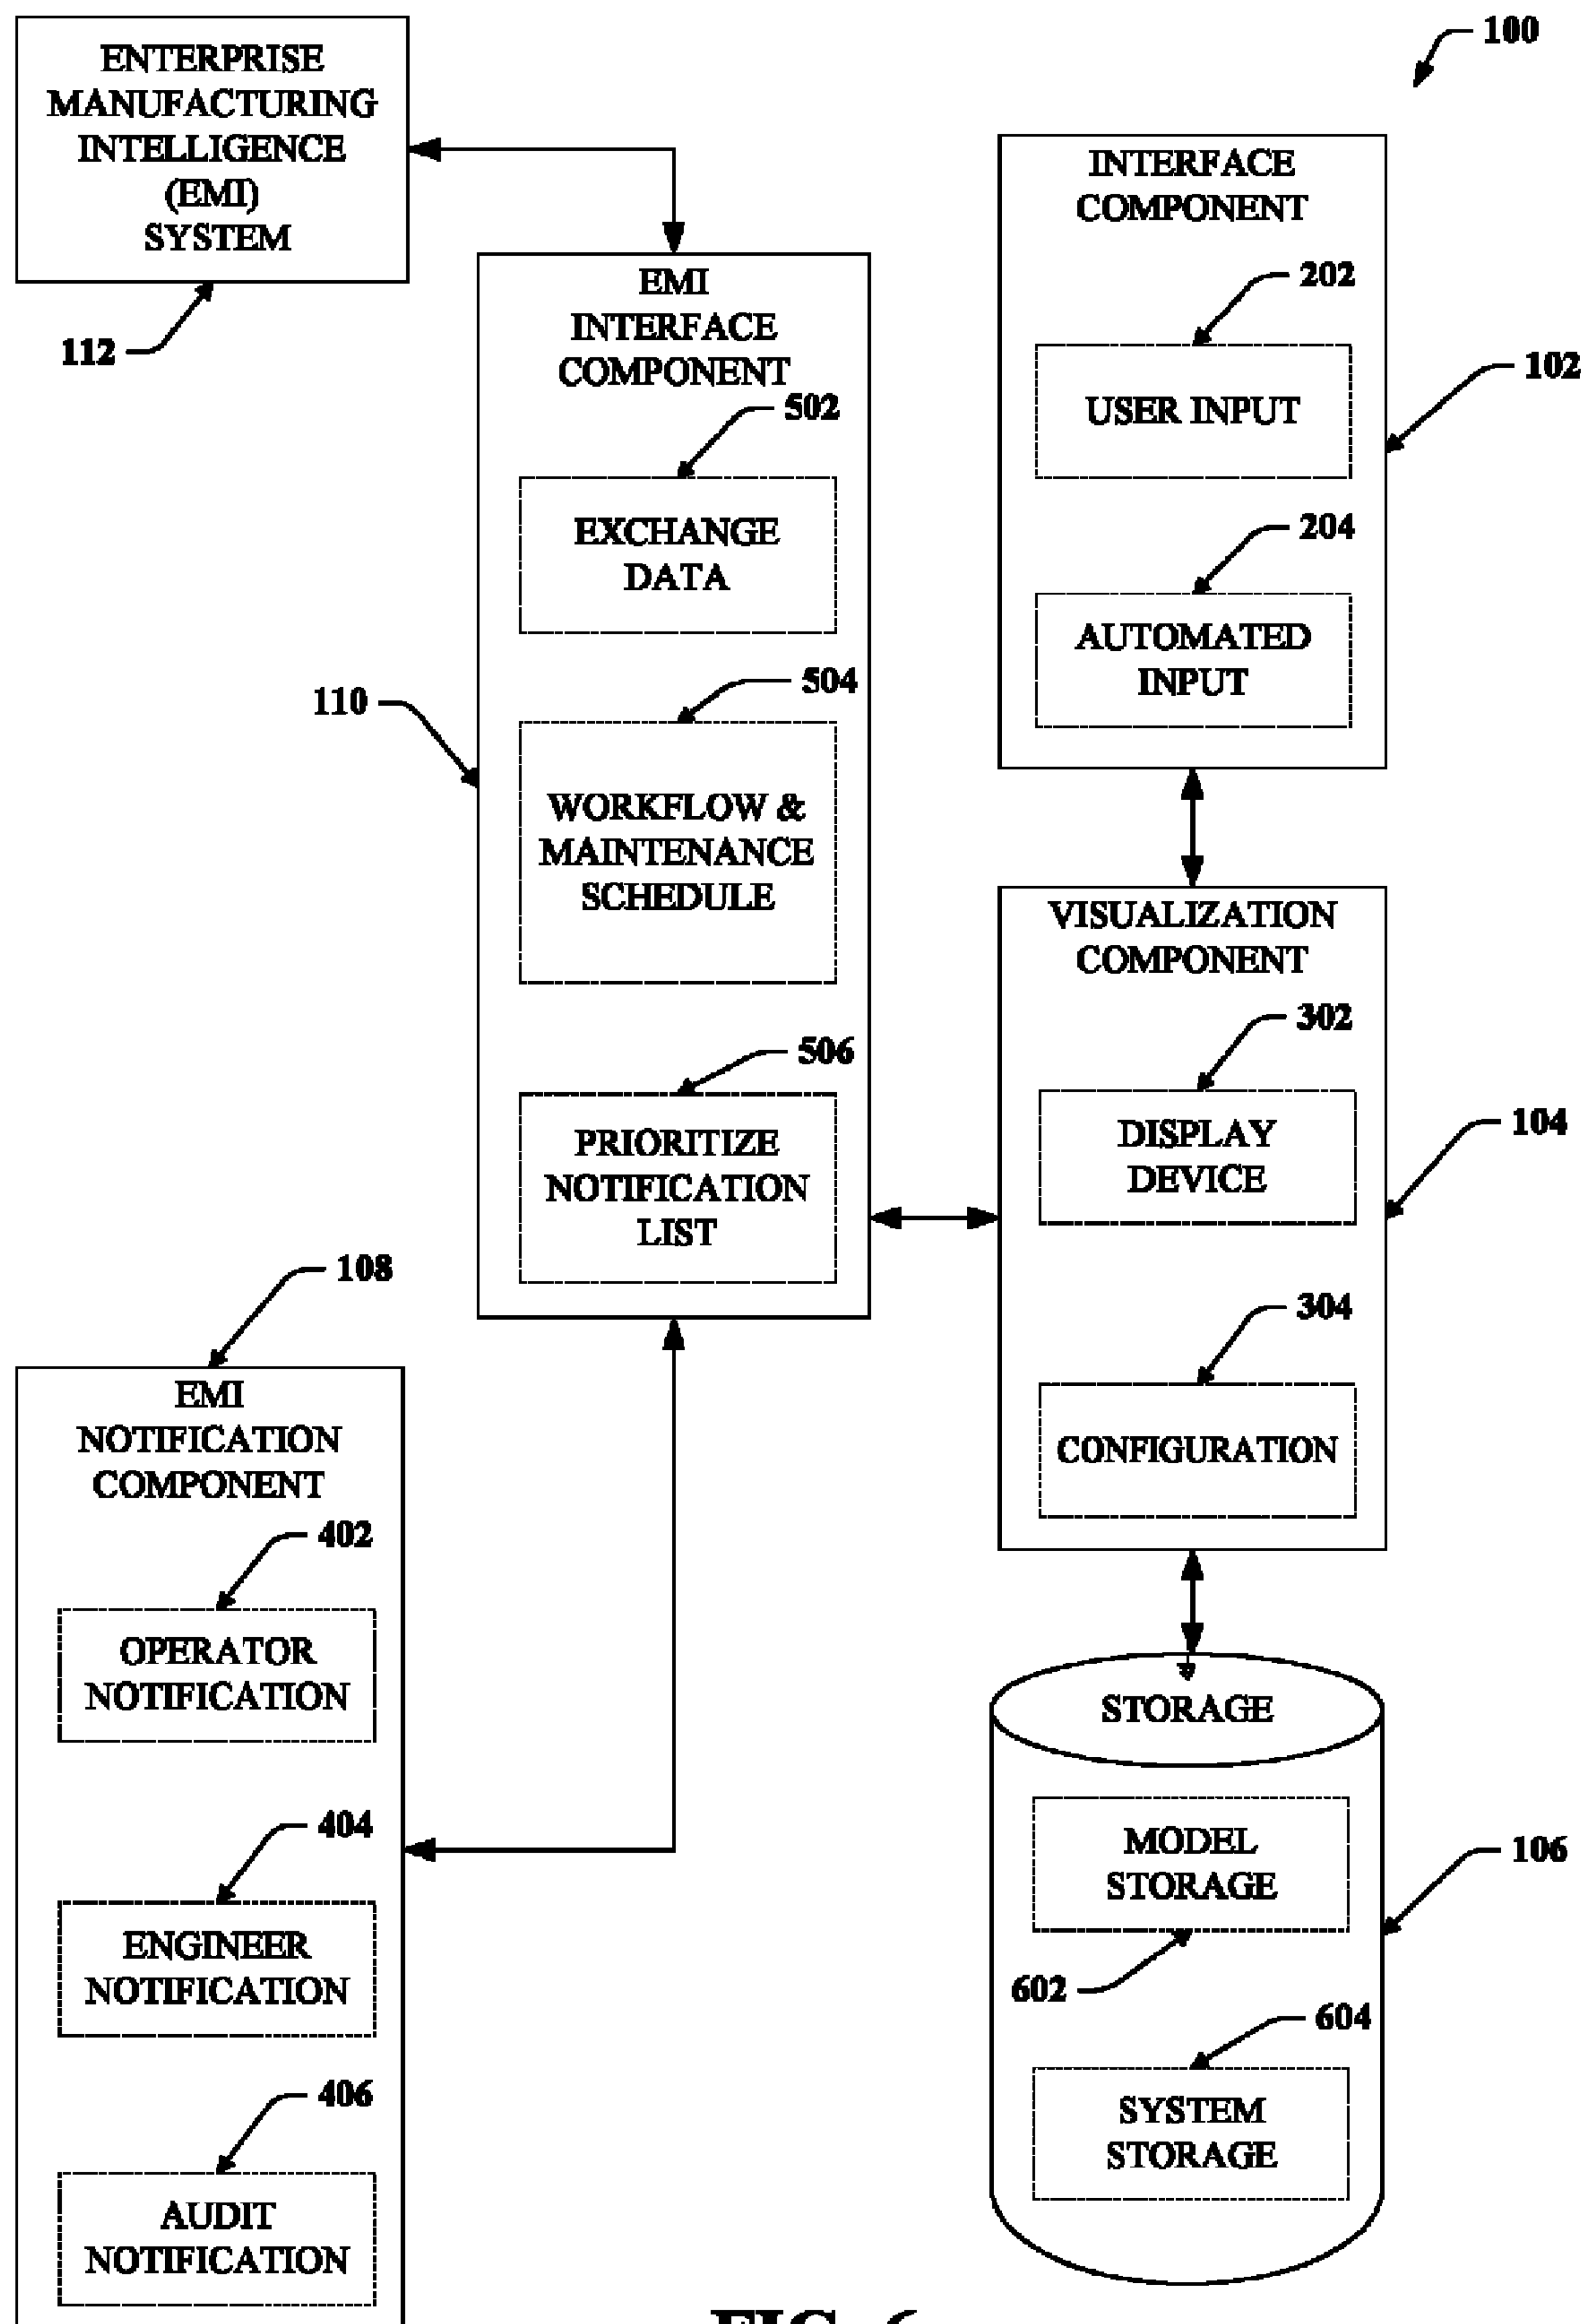 100
ENTERPRISE
MANUFACTURING
INTELLIGENCE
(EMI)
SYSTEM
112
EMI
INTERFACE
COMPONENT
502
EXCHANGE
DATA
504
110
WORKFLOW &
MAINTENANCE
SCHEDULE
506
PRIORITIZE
NOTIFICATION
LIST
INTERFACE
COMPONENT
202
102
USER INPUT
204
AUTOMATED
INPUT
VISUALIZATION
COMPONENT
302
104
DISPLAY
DEVICE
304
CONFIGURATION
108
EMI
NOTIFICATION
COMPONENT
402
OPERATOR
NOTIFICATION
404
ENGINEER
NOTIFICATION
406
AUDIT
NOTIFICATION
STORAGE
MODEL
STORAGE
106
602
604
SYSTEM
STORAGE
FIG. 6